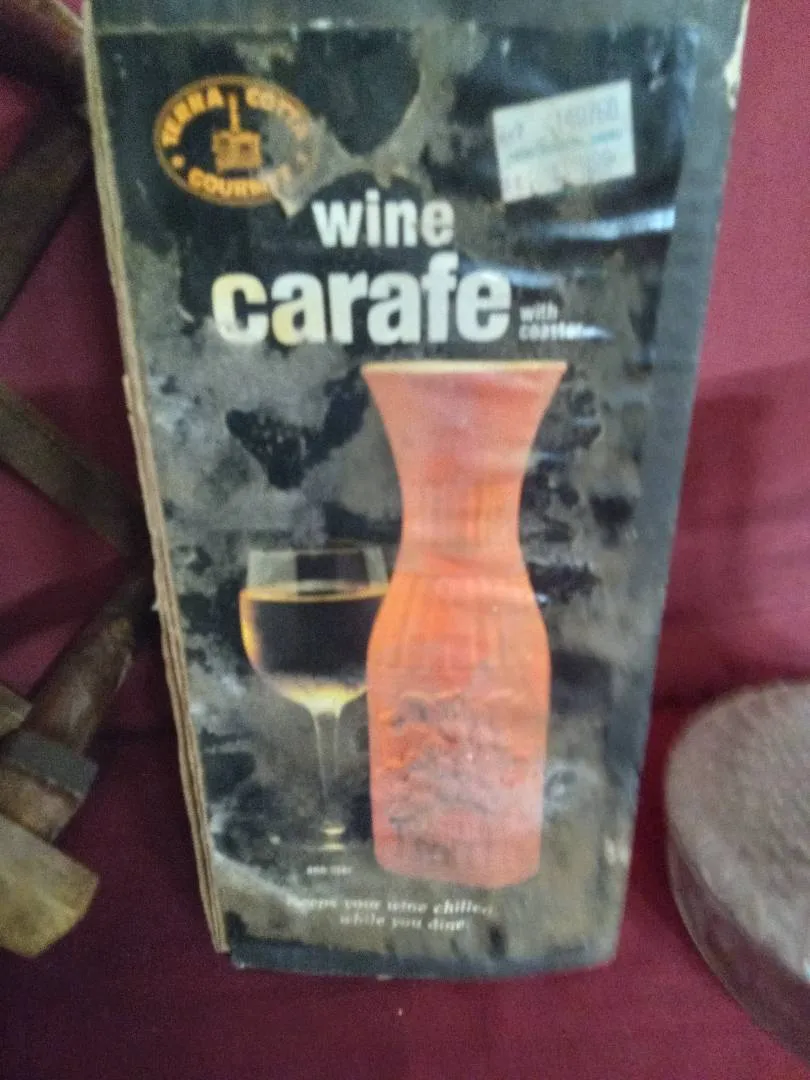 TERRA COTTA
GOURMET
wine
carafe
with
coaster
keeps your wine chilled
while you dine